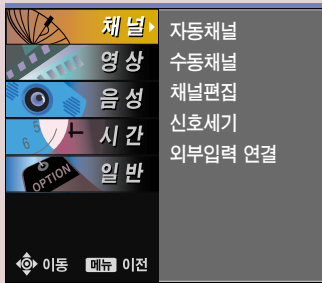 채널
영상
음성
시간
일반
OPTION
6
5
이동 메뉴 이전
자동채널
수동채널
채널편집
신호세기
외부입력 연결